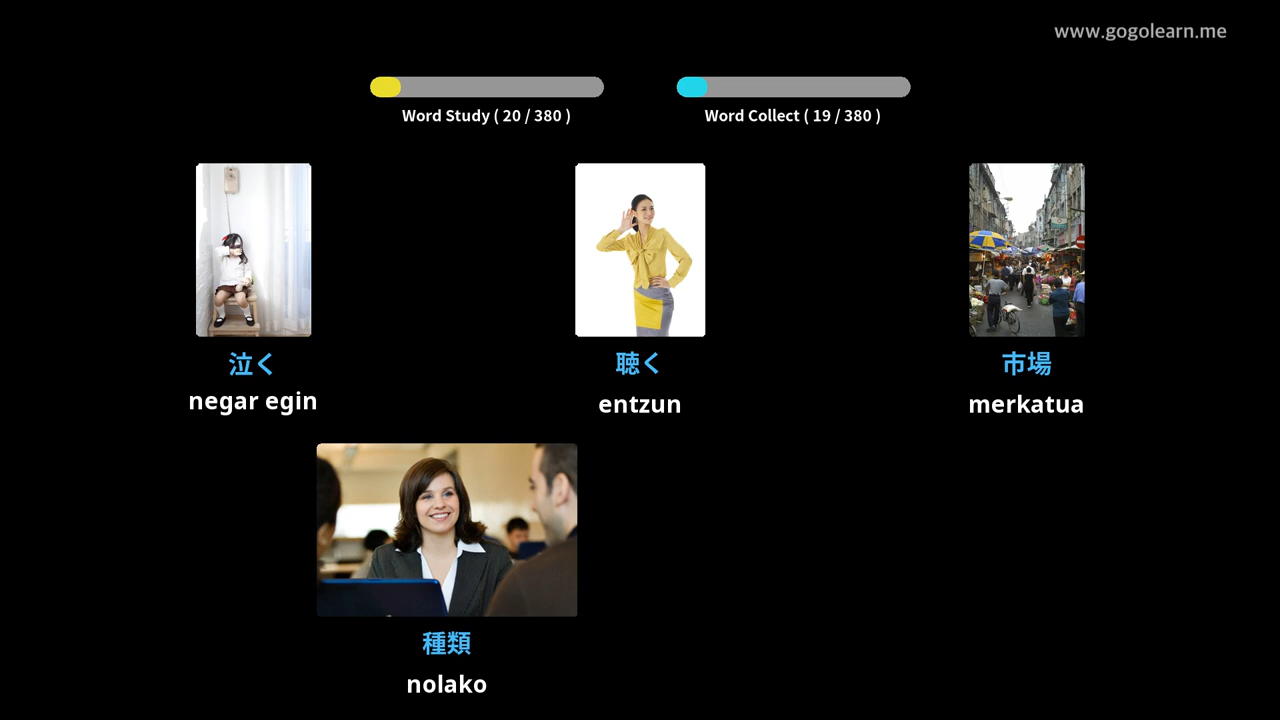 www.gogolearn.me
Word Study ( 20 / 380 )
Word Collect ( 19 / 380 )
泣く
negar egin
聴く
entzun
市場
merkatua
種類
nolako